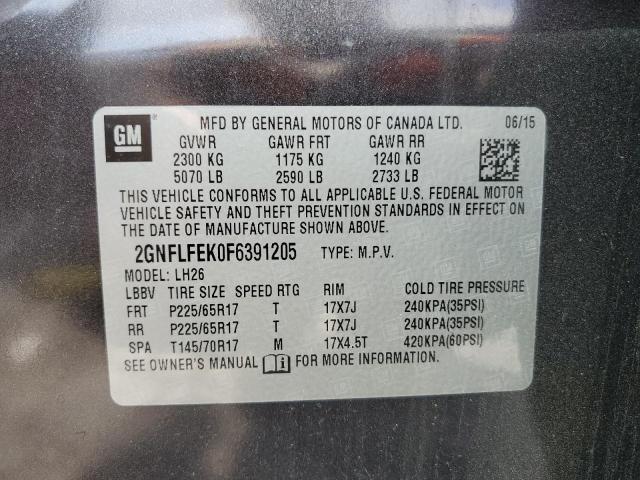 GM ®
MFD BY GENERAL MOTORS OF CANADA LTD. 06/15
GVWR GAWR FRT GAWR RR
2300 KG 1175 KG 1240 KG
5070 LB 2590 LB 2733 LB
THIS VEHICLE CONFORMS TO ALL APPLICABLE U.S. FEDERAL MOTOR
VEHICLE SAFETY AND THEFT PREVENTION STANDARDS IN EFFECT ON
THE DATE OF MANUFACTURE SHOWN ABOVE.
2GNFLFEK0F6391205 TYPE: M.P.V.
MODEL: LH26
LBBV TIRE SIZE SPEED RTG RIM COLD TIRE PRESSURE
FRT P225/65R17 T 17X7J 240KPA(35PSI)
RR P225/65R17 T 17X7J 240KPA(35PSI)
SPA T145/70R17 M 17X4.5T 420KPA(60PSI)
SEE OWNER'S MANUAL i FOR MORE INFORMATION.